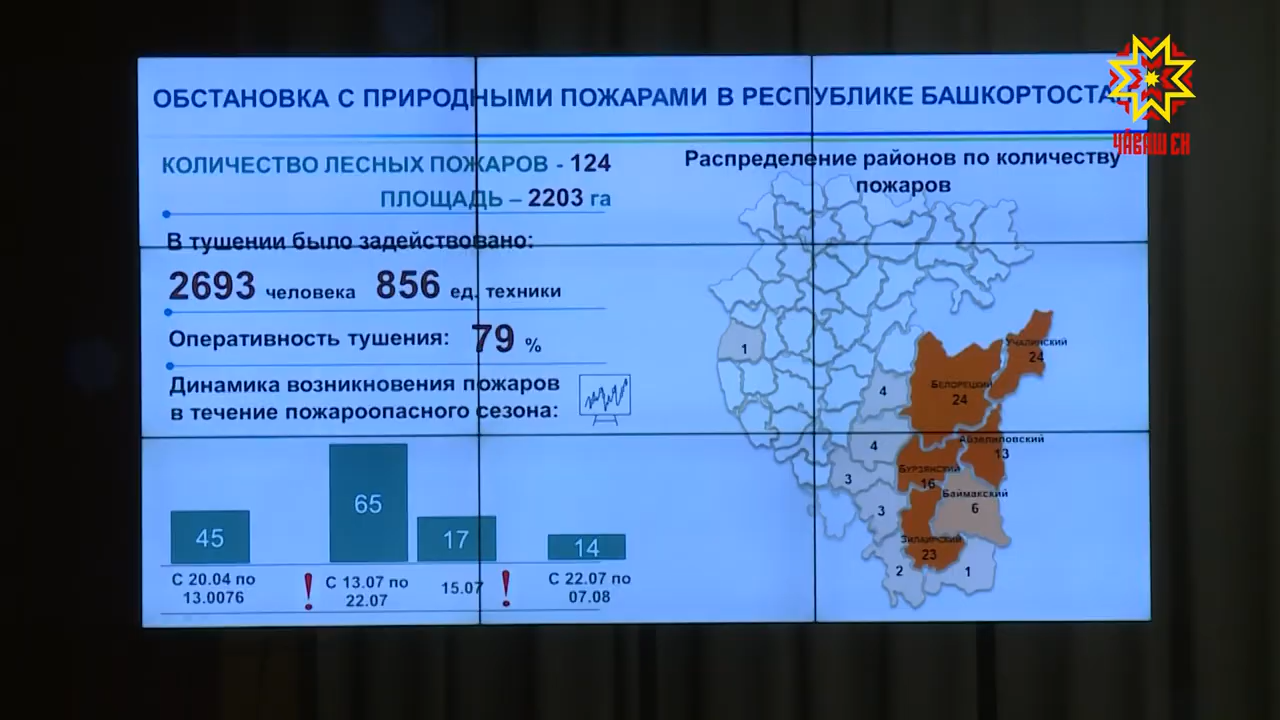 ОБСТАНОВКА С ПРИРОДНЫМИ ПОЖАРАМИ В РЕСПУБЛИКЕ БАШКОРТОСТА
ЧӐВАШ ЕН
КОЛИЧЕСТВО ЛЕСНЫХ ПОЖАРОВ - 124
ПЛОЩАДЬ – 2203 га
В тушении было задействовано:
2693 человека 856 ед. техники
Оперативность тушения: 79 %
Динамика возникновения пожаров
в течение пожароопасного сезона:
45
65
17
14
С 20.04 по
13.0076
!
С 13.07 по
22.07
15.07
!
С 22.07 по
07.08
Распределение районов по количеству
пожаров
1
Учалинский
24
4
Белорецкий
24
4
Абзелиловский
13
3
Бурзянский
16
Баймакский
6
3
Зилаирский
23
2
1